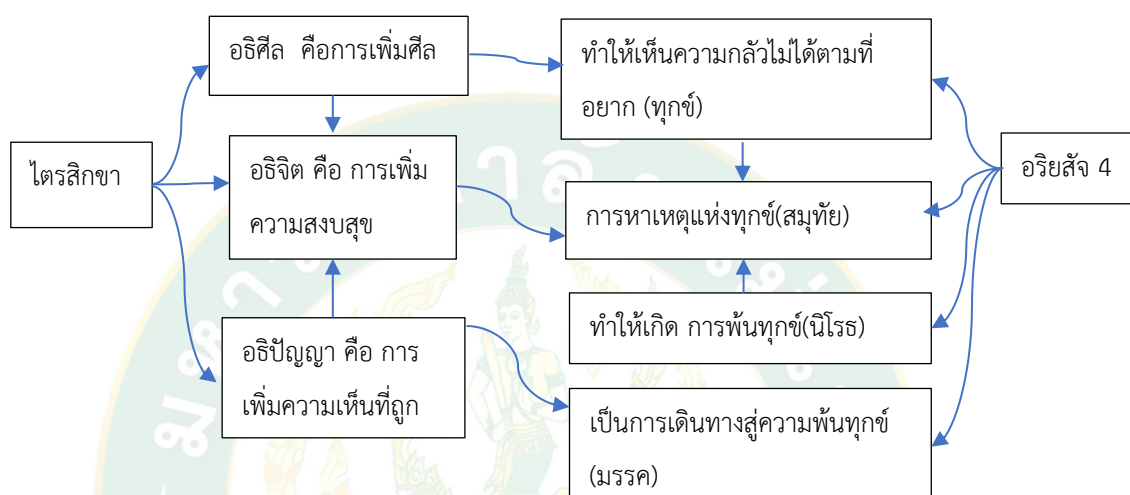 อธิศีล  คือการเพิ่มศีล
ทำให้เห็นความกลัวไม่ได้ตามที่
อยาก (ทุกข์)
ไตรสิกขา
อธิจิต คือ การเพิ่ม
ความสงบสุข
การหาเหตุแห่งทุกข์(สมุทัย)
อริยสัจ 4
อธิปัญญา คือ การ
เพิ่มความเห็นที่ถูก
ทำให้เกิด การพ้นทุกข์(นิโรธ)
เป็นการเดินทางสู่ความพ้นทุกข์
(มรรค)